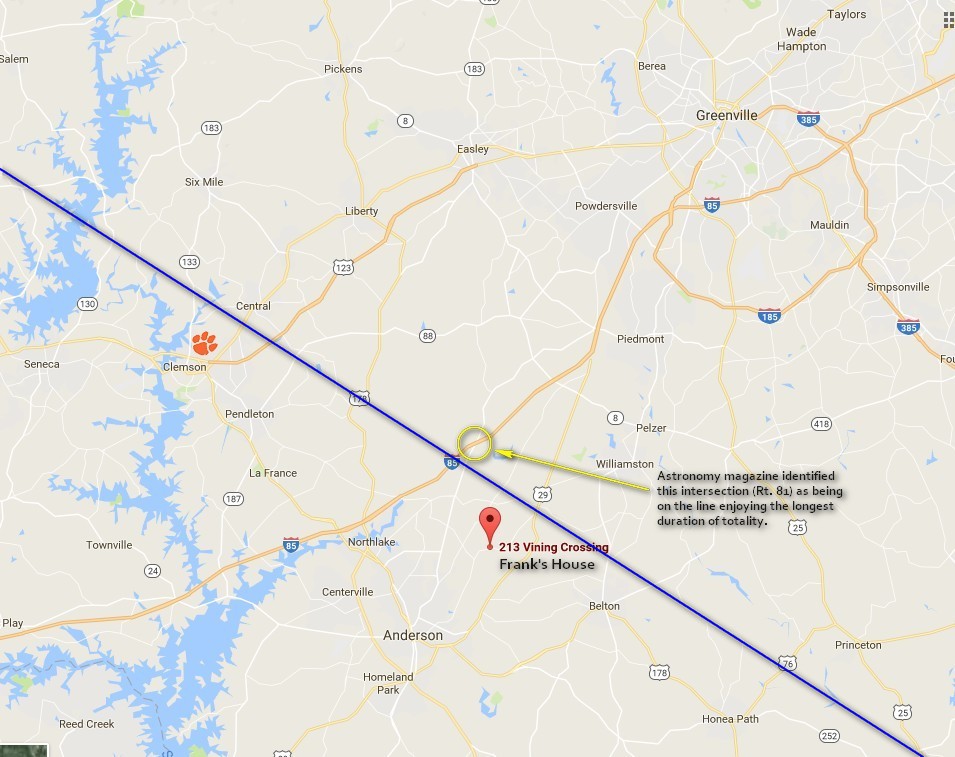 Taylors
Wade
Hampton
Salem
Pickens
183
Berea
Greenville
385
8
183
Easley
Six Mile
Liberty
Powdersville
85
Mauldin
133
123
Simpsonville
130
Central
185
385
88
Piedmont
Seneca
Clemson
178
Pendleton
8
Pelzer
418
85
Williamston
La France
Astronomy magazine identified
this intersection (Rt. 81) as being
on the line enjoying the longest
duration of totality.
187
29
25
Townville
85
Northlake
213 Vining Crossing
Frank's House
24
Centerville
Belton
Play
Anderson
Princeton
76
178
Homeland
Park
Reed Creek
Honea Path
25
252